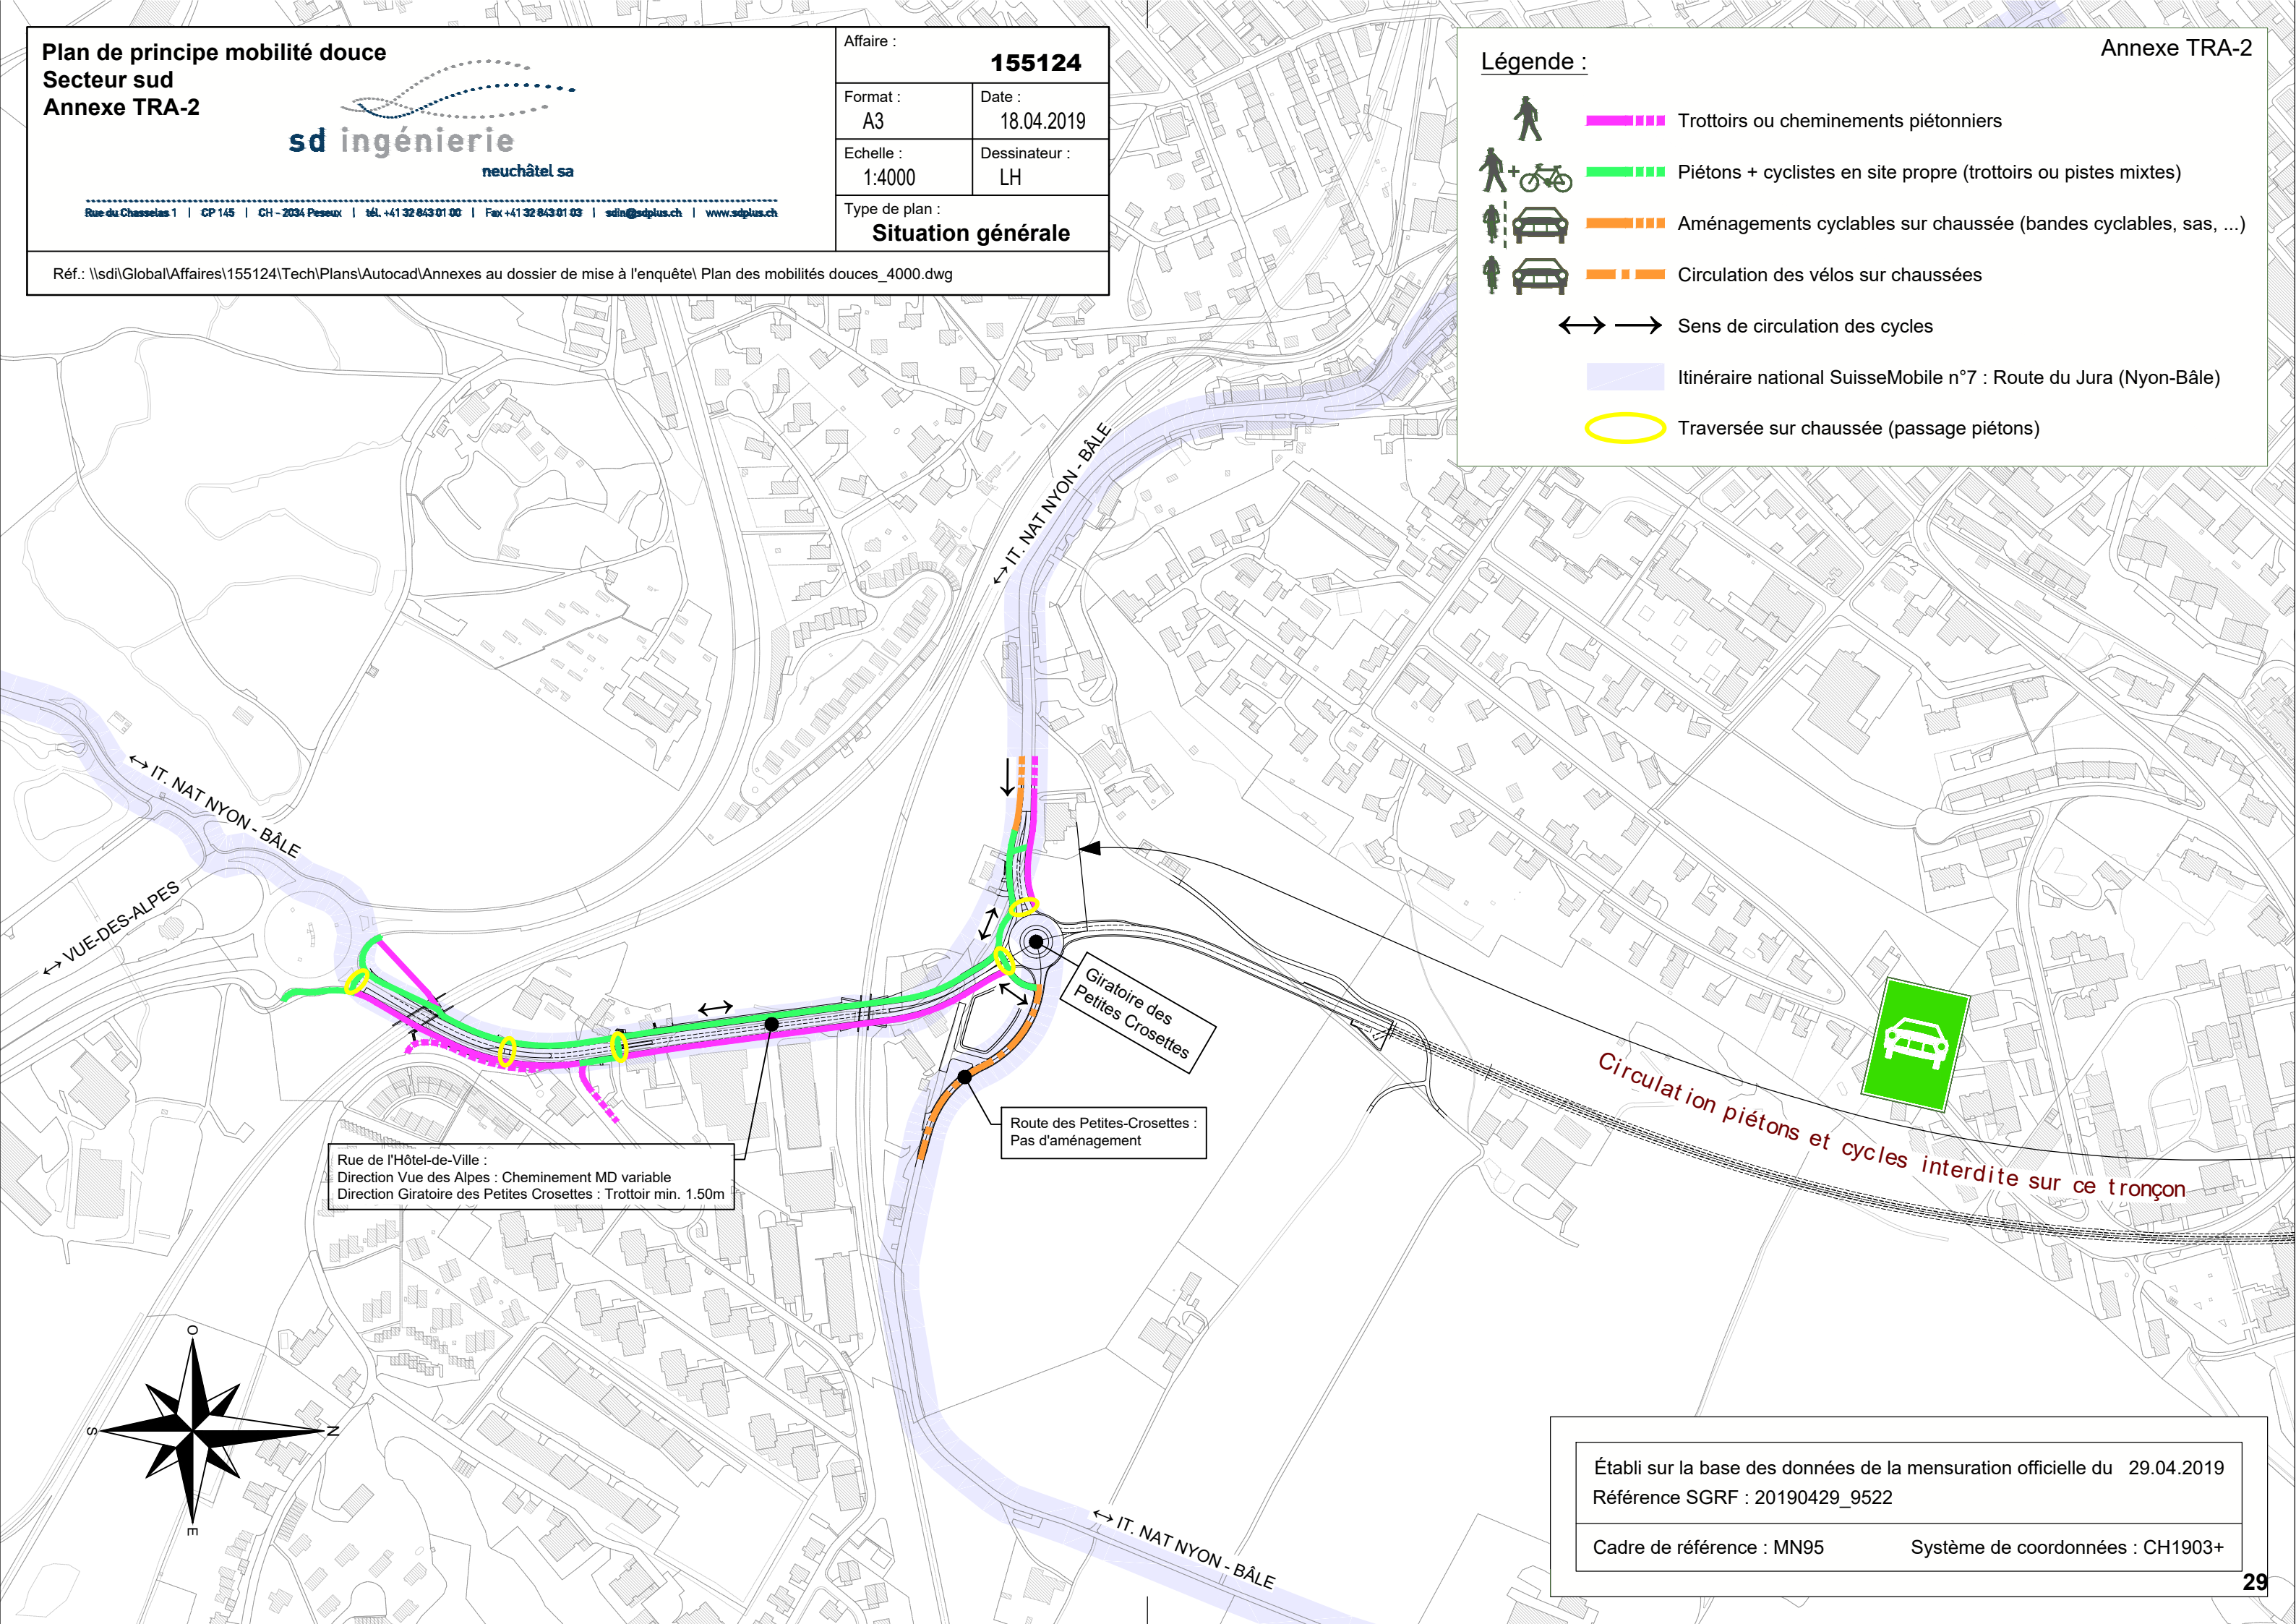 Plan de principe mobilité douce
Secteur sud
Annexe TRA-2
sd ingénierie
neuchâtel sa
Rue du Chasselas 1 | CP 145 | CH - 2034 Peseux | tél. +41 32 843 01 00 | Fax +41 32 843 01 03 | sdin@sdplus.ch | www.sdplus.ch
Affaire :
155124
Format :
A3
Date :
18.04.2019
Echelle :
1:4000
Dessinateur :
LH
Type de plan :
Situation générale
Réf.: \\sdi\Global\Affaires\155124\Tech\Plans\Autocad\Annexes au dossier de mise à l'enquête\ Plan des mobilités douces_4000.dwg
Annexe TRA-2
Légende :
Trottoirs ou cheminements piétonniers
+
Piétons + cyclistes en site propre (trottoirs ou pistes mixtes)
Aménagements cyclables sur chaussée (bandes cyclables, sas, ...)
Circulation des vélos sur chaussées
Sens de circulation des cycles
Itinéraire national SuisseMobile n°7 : Route du Jura (Nyon-Bâle)
Traversée sur chaussée (passage piétons)
IT. NAT NYON - BÂLE
IT. NAT NYON - BÂLE
VUE-DES-ALPES
Giratoire des
Petites Crosettes
Route des Petites-Crosettes :
Pas d'aménagement
Rue de l'Hôtel-de-Ville :
Direction Vue des Alpes : Cheminement MD variable
Direction Giratoire des Petites Crosettes : Trottoir min. 1.50m
Circulation piétons et cycles interdite sur ce tronçon
IT. NAT NYON - BÂLE
O
N
S
E
Établi sur la base des données de la mensuration officielle du 29.04.2019
Référence SGRF : 20190429_9522
Cadre de référence : MN95 Système de coordonnées : CH1903+
29